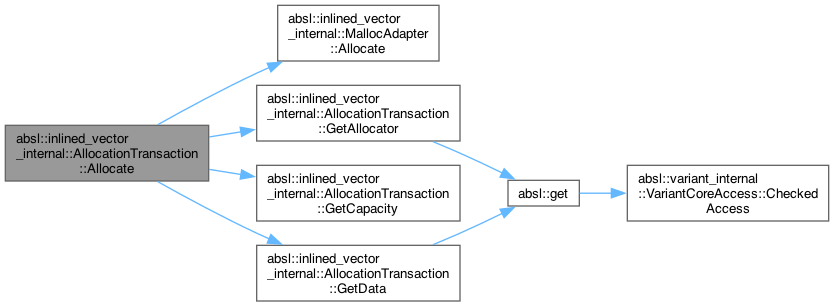 absl::inlined_vector
_internal::MallocAdapter
::Allocate
absl::inlined_vector
_internal::AllocationTransaction
::Allocate
absl::inlined_vector
_internal::AllocationTransaction
::GetAllocator
absl::inlined_vector
_internal::AllocationTransaction
::GetCapacity
absl::inlined_vector
_internal::AllocationTransaction
::GetData
absl::get
absl::variant_internal
::VariantCoreAccess::Checked
Access